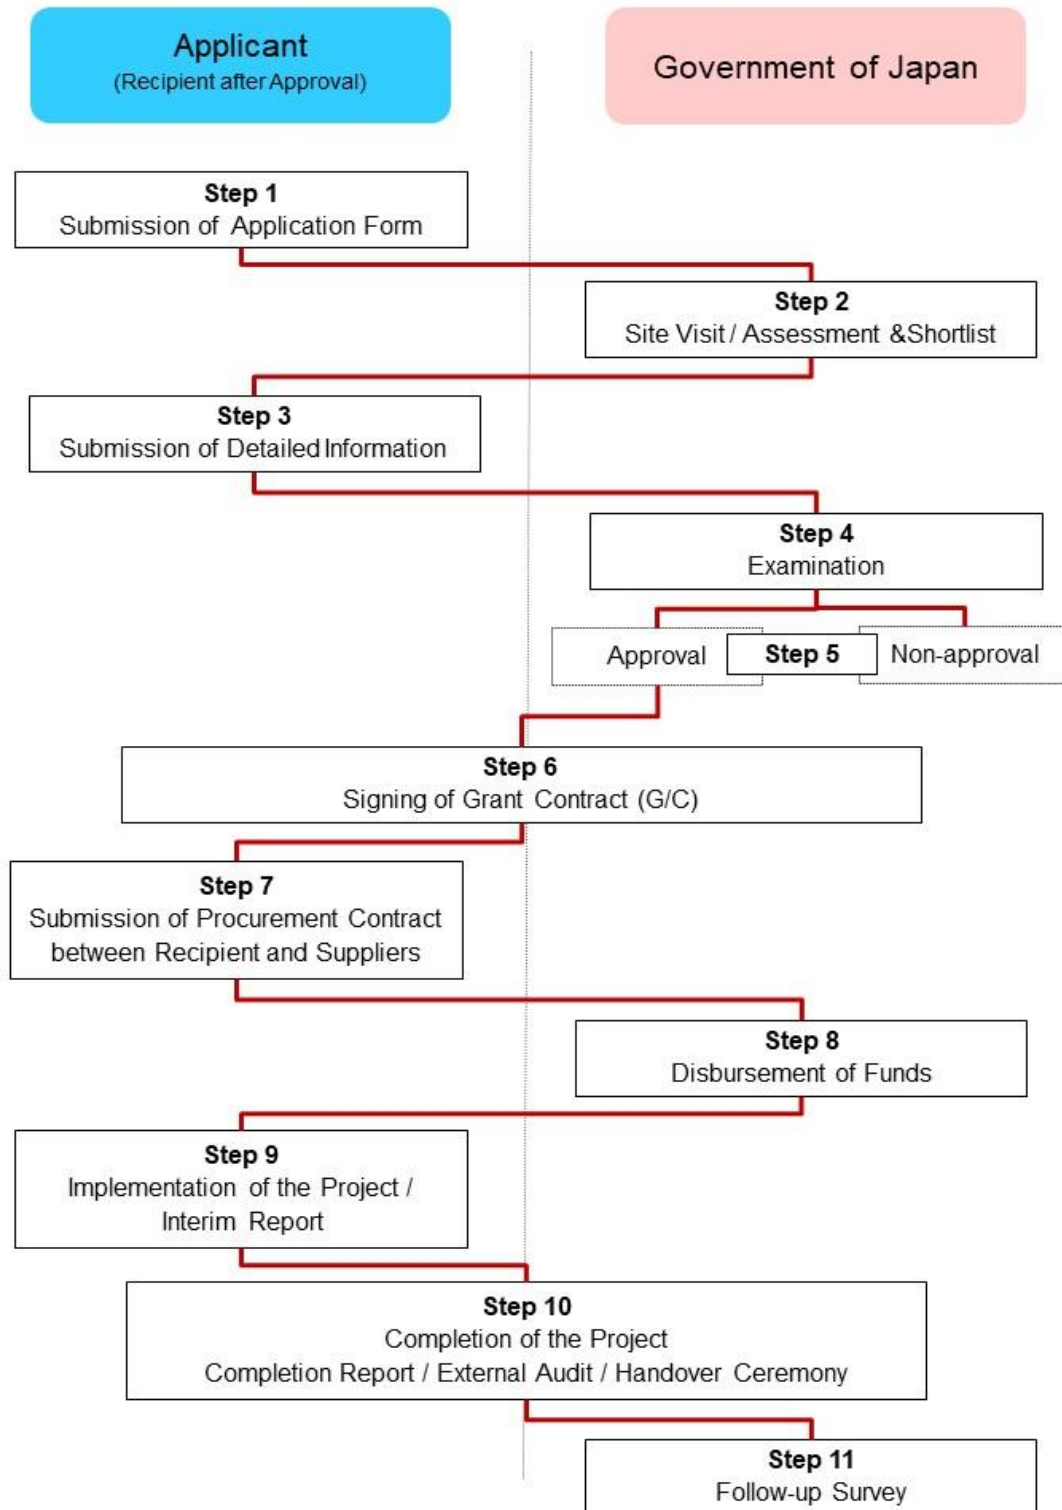 Applicant
(Recipient after Approval)
Government of Japan
Step 1
Submission of Application Form
Step 2
Site Visit / Assessment &Shortlist
Step 3
Submission of Detailed Information
Step 4
Examination
Approval
Step 5
Non-approval
Step 6
Signing of Grant Contract (G/C)
Step 7
Submission of Procurement Contract
between Recipient and Suppliers
Step 8
Disbursement of Funds
Step 9
Implementation of the Project /
Interim Report
Step 10
Completion of the Project
Completion Report / External Audit / Handover Ceremony
Step 11
Follow-up Survey